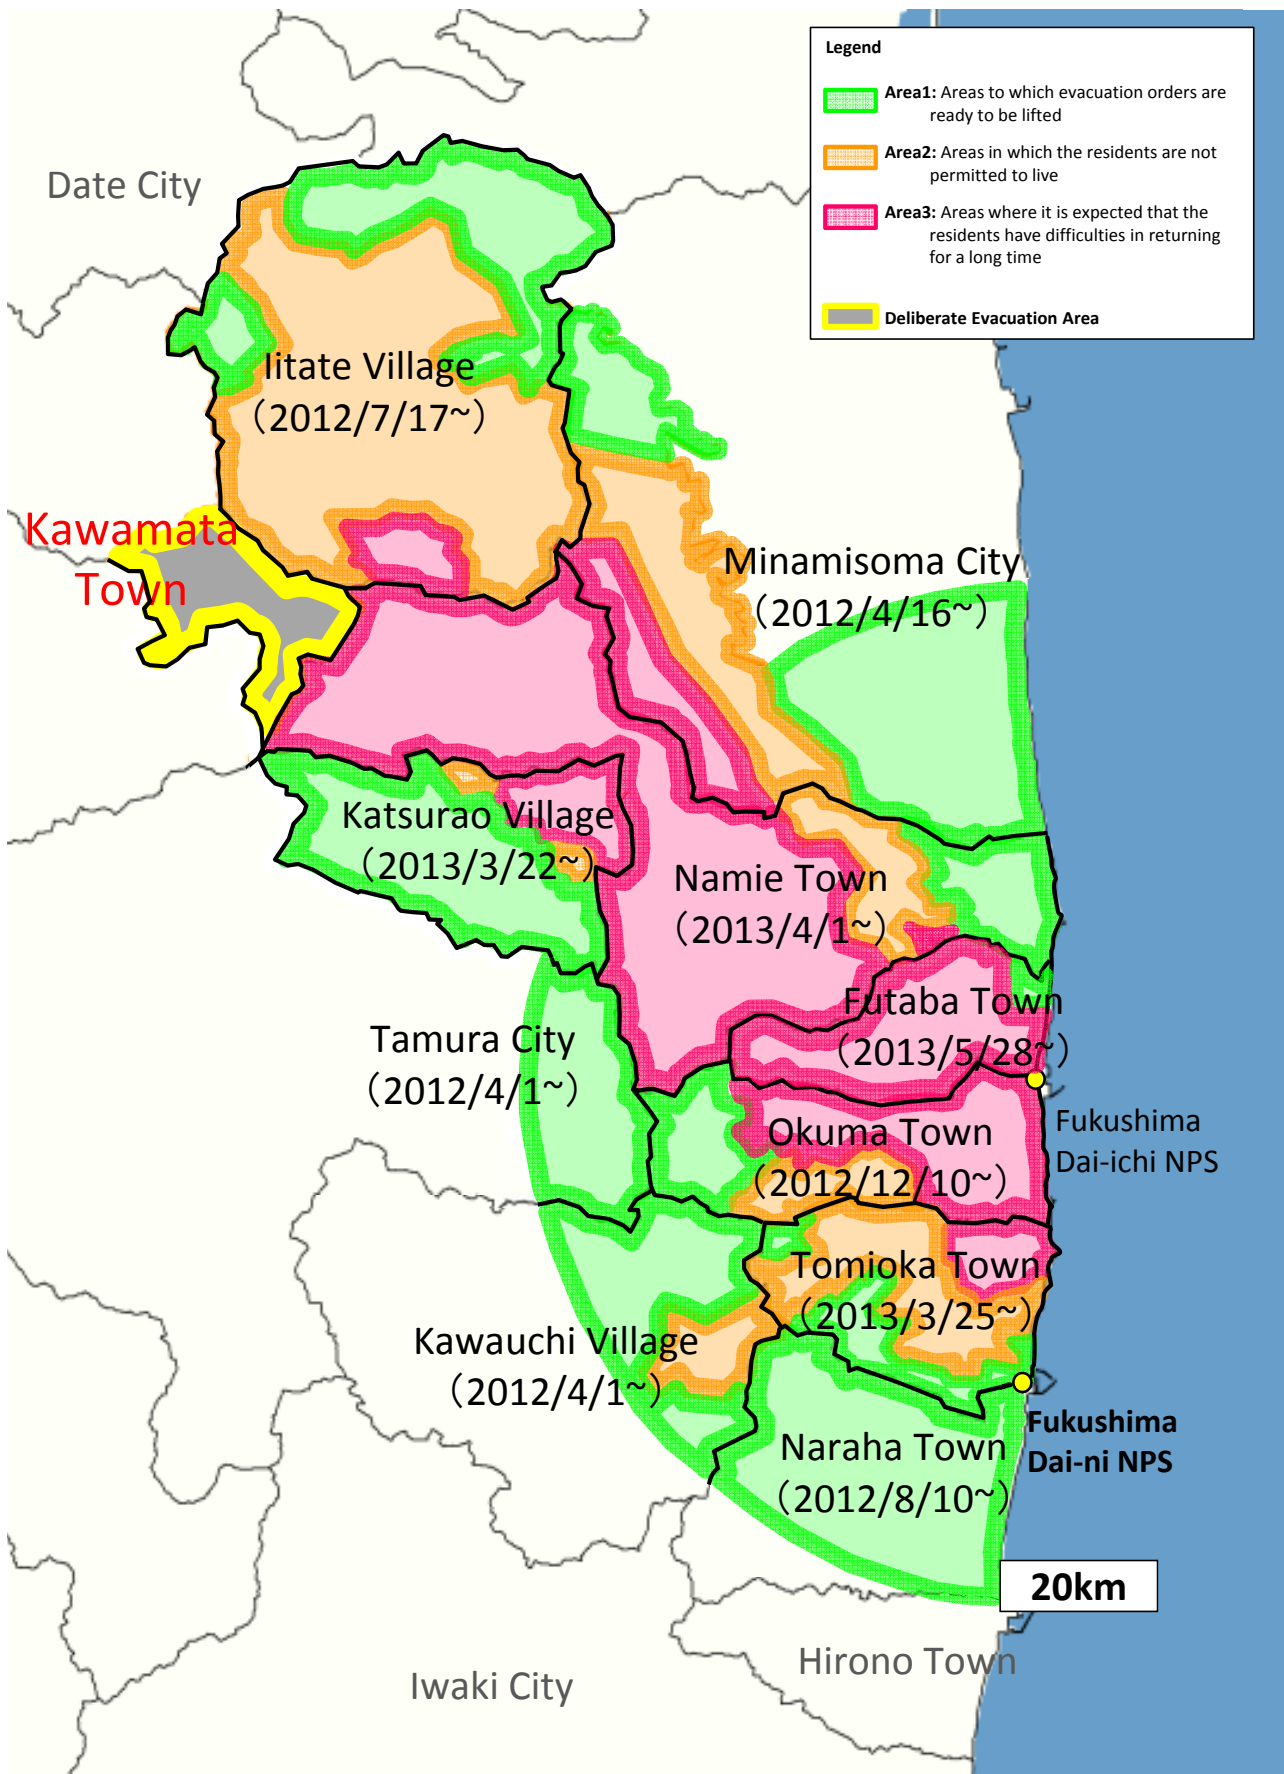 Legend
Area1: Areas to which evacuation orders are
ready to be lifted
Area2: Areas in which the residents are not
permitted to live
Area3: Areas where it is expected that the
residents have difficulties in returning
for a long time
Deliberate Evacuation Area
Date City
Iitate Village
（2012/7/17~）
Kawamata
Town
Minamisoma City
（2012/4/16~）
Katsurao Village
（2013/3/22~）
Namie Town
（2013/4/1~）
Futaba Town
（2013/5/28~）
Tamura City
（2012/4/1~）
Okuma Town
（2012/12/10~）
Fukushima
Dai-ichi NPS
Tomioka Town
（2013/3/25~）
Kawauchi Village
（2012/4/1~）
Fukushima
Dai-ni NPS
Naraha Town
（2012/8/10~）
20km
Hirono Town
Iwaki City